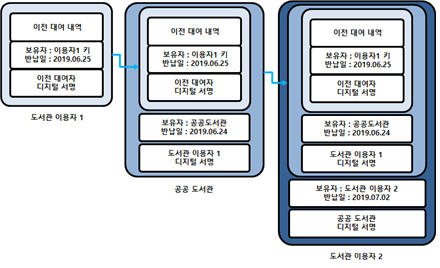 이전 대여 내역
보유자 : 이용자1 키
반납일 : 2019.06.25
이전 대여자
디지털 서명
도서관 이용자 1
이전 대여 내역
보유자 : 이용자1 키
반납일 : 2019.06.25
이전 대여자
디지털 서명
보유자 : 공공도서관
반납일 : 2019.06.24
도서관 이용자 1
디지털 서명
공공 도서관
이전 대여 내역
보유자 : 이용자1 키
반납일 : 2019.06.25
이전 대여자
디지털 서명
보유자 : 공공도서관
반납일 : 2019.06.24
도서관 이용자 1
디지털 서명
보유자 : 도서관 이용자 2
반납일 : 2019.07.02
공공 도서관
디지털 서명
도서관 이용자 2